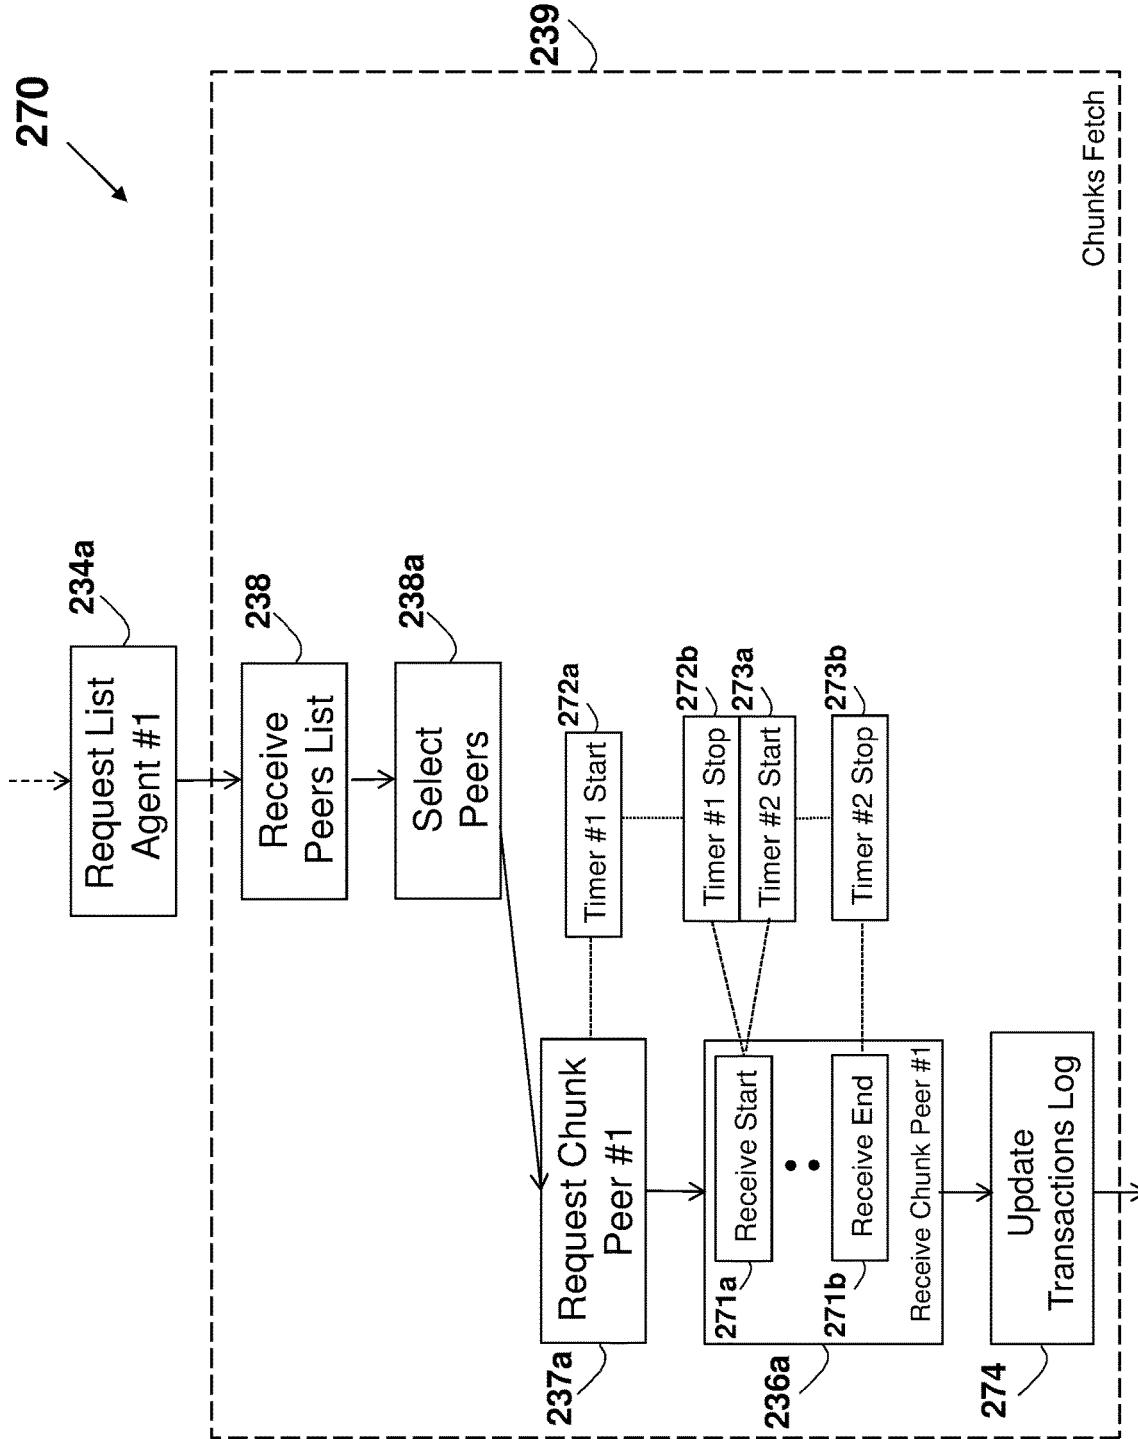 270
239
234a
Request List
Agent #1
238
Receive
Peers List
238a
Select
Peers
237a
Request Chunk
Peer #1
272a
Timer #1 Start
272b
Timer #1 Stop
273a
Timer #2 Start
273b
Timer #2 Stop
271a
Receive Start
271b
Receive End
Receive Chunk Peer #1
236a
274
Update
Transactions Log
Chunks Fetch